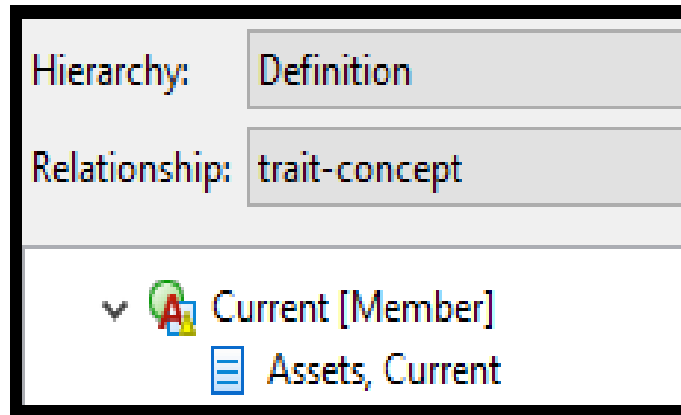 Hierarchy: Definition
Relationship: trait-concept
Current [Member]
Assets, Current